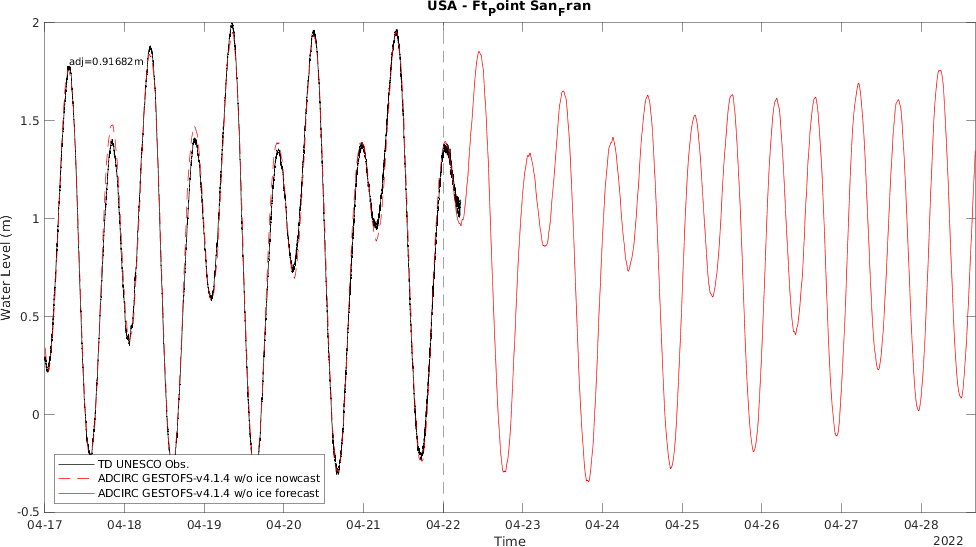 USA - FtPoint SanFran
adj=0.91682m
2
1.5
1
0.5
0
-0.5
Water Level (m)
TD UNESCO Obs.
ADCIRC GESTOFS-v4.1.4 w/o ice nowcast
ADCIRC GESTOFS-v4.1.4 w/o ice forecast
04-17 04-18 04-19 04-20 04-21 04-22 04-23 04-24 04-25 04-26 04-27 04-28
Time
2022